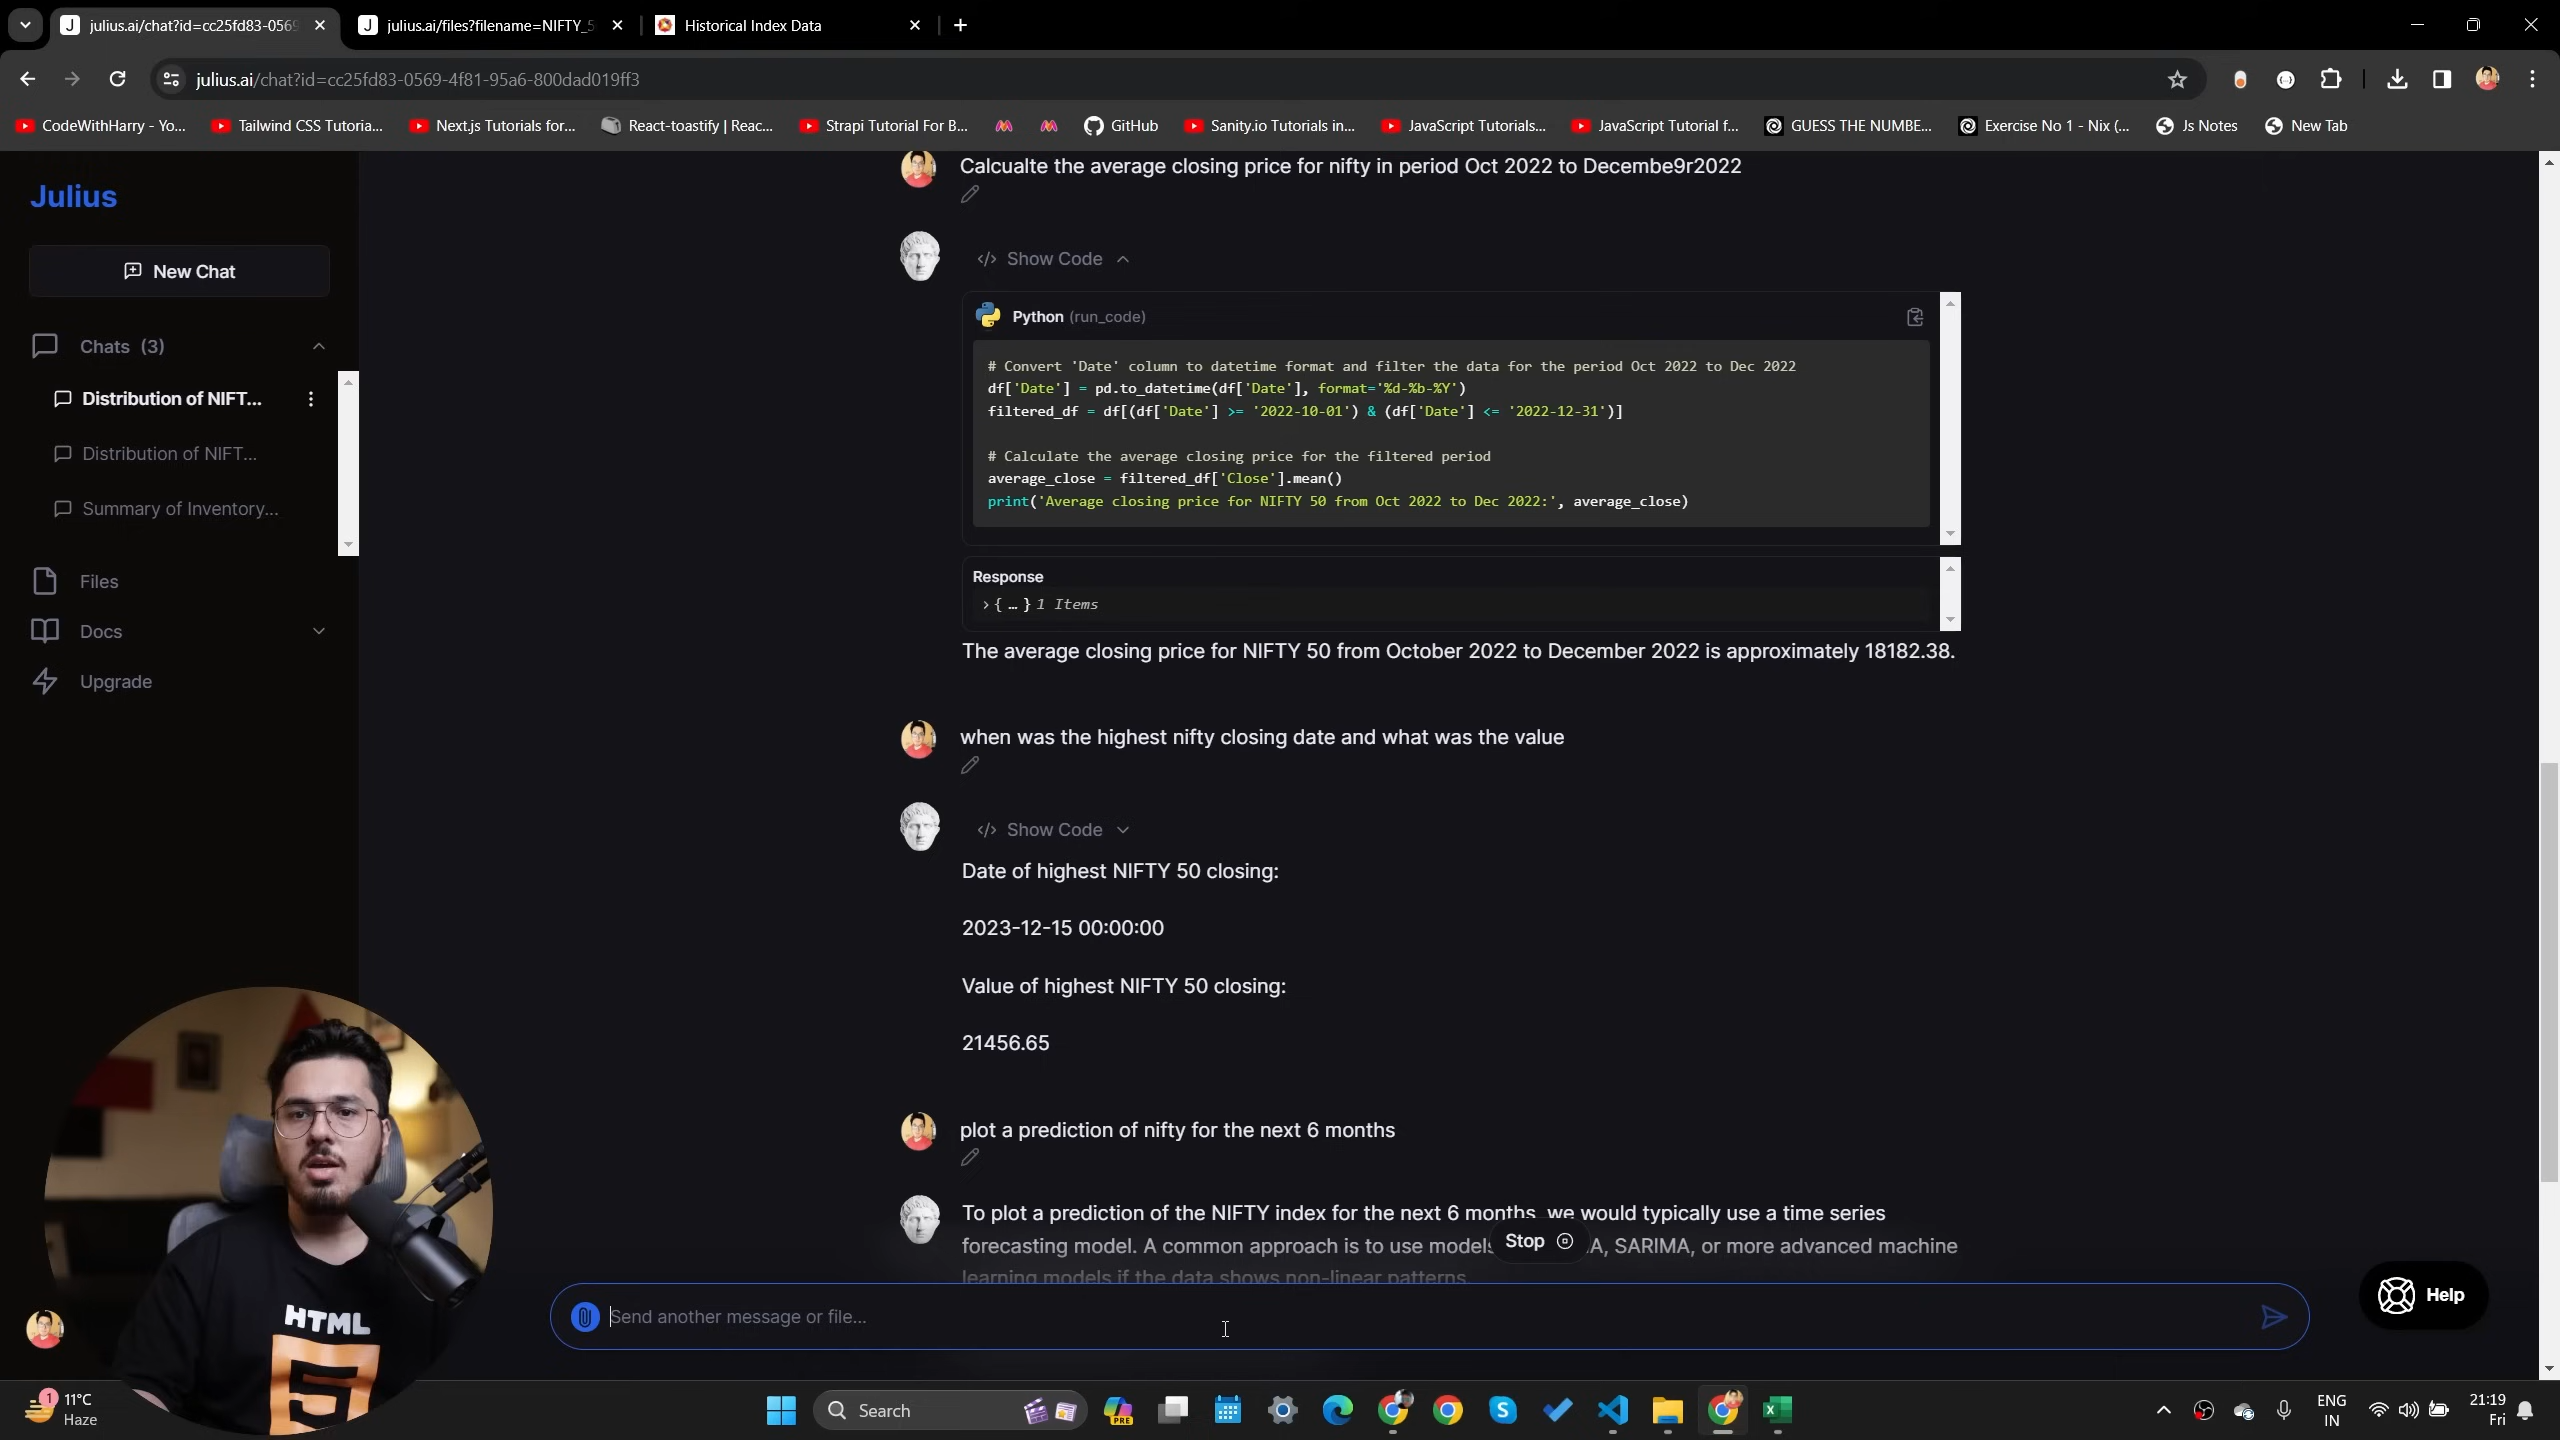 julius.ai/chat?id=cc25fd83-0569
julius.ai/files?filename=NIFTY_5
Historical Index Data
julius.ai/chat?id=cc25fd83-0569-4f81-95a6-800dad019ff3
CodeWithHarry - Yo...
Tailwind CSS Tutoria...
Next.js Tutorials for...
React-toastify | Reac...
Strapi Tutorial For B...
GitHub
Sanity.io Tutorials in...
JavaScript Tutorials...
JavaScript Tutorial f...
GUESS THE NUMBE...
Exercise No 1 - Nix (...
Js Notes
New Tab
Julius
New Chat
Chats (3)
Distribution of NIFT...
Distribution of NIFT...
Summary of Inventory...
Files
Docs
Upgrade
Calcualte the average closing price for nifty in period Oct 2022 to Decembe9r2022
</> Show Code
Python (run_code)
# Convert 'Date' column to datetime format and filter the data for the period Oct 2022 to Dec 2022
df['Date'] = pd.to_datetime(df['Date'], format='%d-%b-%Y')
filtered_df = df[(df['Date'] >= '2022-10-01') & (df['Date'] <= '2022-12-31')]
# Calculate the average closing price for the filtered period
average_close = filtered_df['Close'].mean()
print('Average closing price for NIFTY 50 from Oct 2022 to Dec 2022:', average_close)
Response
>{ … } 1 Items
The average closing price for NIFTY 50 from October 2022 to December 2022 is approximately 18182.38.
when was the highest nifty closing date and what was the value
</> Show Code
Date of highest NIFTY 50 closing:
2023-12-15 00:00:00
Value of highest NIFTY 50 closing:
21456.65
plot a prediction of nifty for the next 6 months
To plot a prediction of the NIFTY index for the next 6 months, we would typically use a time series
forecasting model. A common approach is to use models A, SARIMA, or more advanced machine
learning models if the data shows non-linear patterns.
Stop
Send another message or file...
Help
HTML
5
1
11°C
Haze
Search
PRE
ENG
IN
21:19
Fri